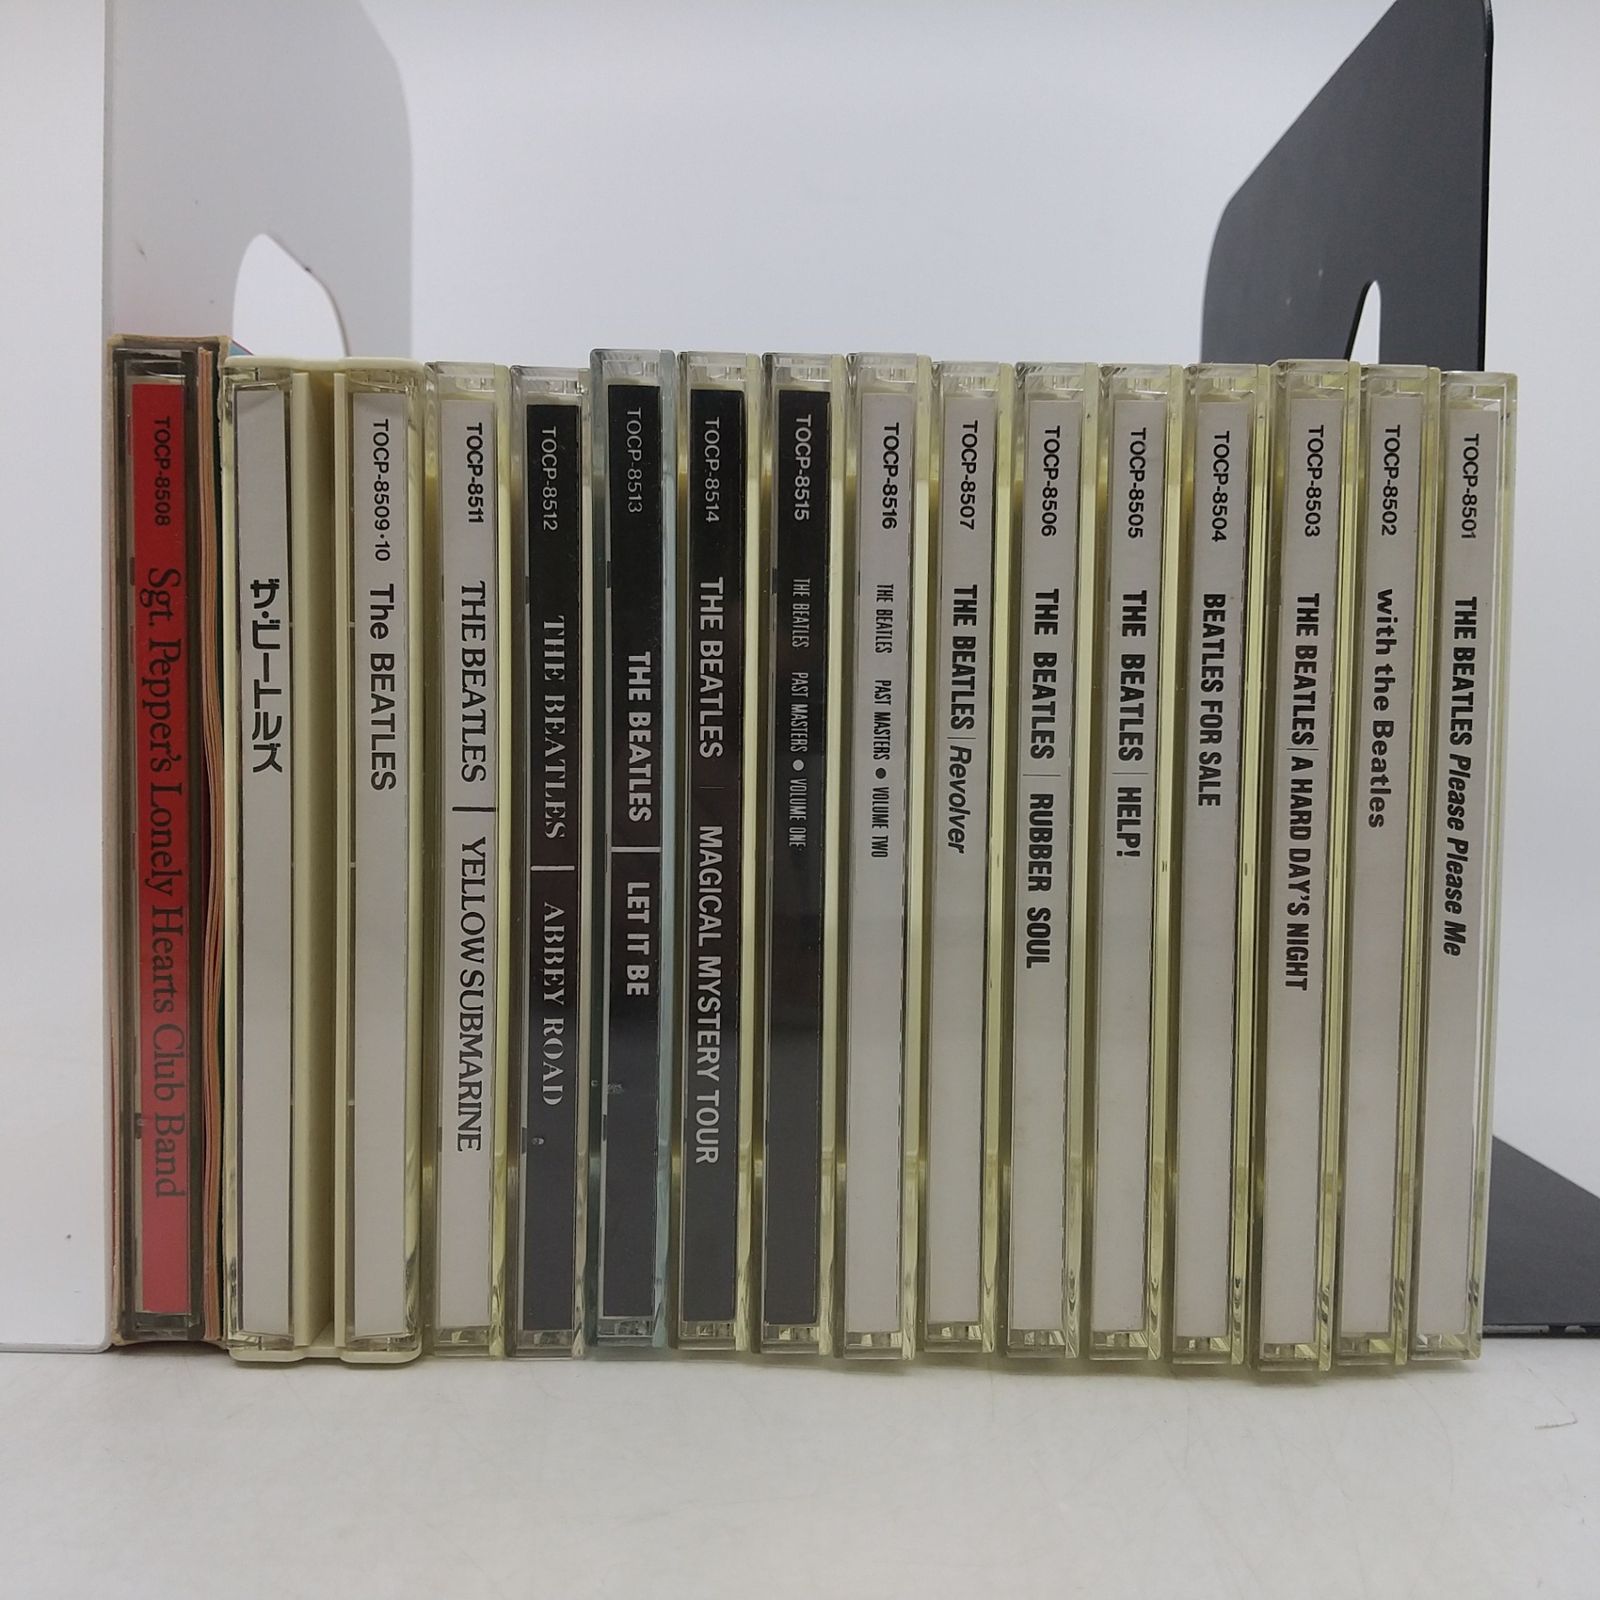 TOCP-8508 Sgt. Pepper's Lonely Hearts Club Band
ザ・ビートルズ
TOCP-8509・10 The BEATLES
TOCP-8511 THE BEATLES | YELLOW SUBMARINE
TOCP-8512 THE BEATLES | ABBEY ROAD
TOCP-8513 THE BEATLES | LET IT BE
TOCP-8514 THE BEATLES | MAGICAL MYSTERY TOUR
TOCP-8515 THE BEATLES PAST MASTERS ● VOLUME ONE
TOCP-8516 THE BEATLES PAST MASTERS ● VOLUME TWO
TOCP-8507 THE BEATLES | Revolver
TOCP-8506 THE BEATLES | RUBBER SOUL
TOCP-8505 THE BEATLES | HELP!
TOCP-8504 BEATLES FOR SALE
TOCP-8503 THE BEATLES | A HARD DAY'S NIGHT
TOCP-8502 with the Beatles
TOCP-8501 THE BEATLES Please Please Me